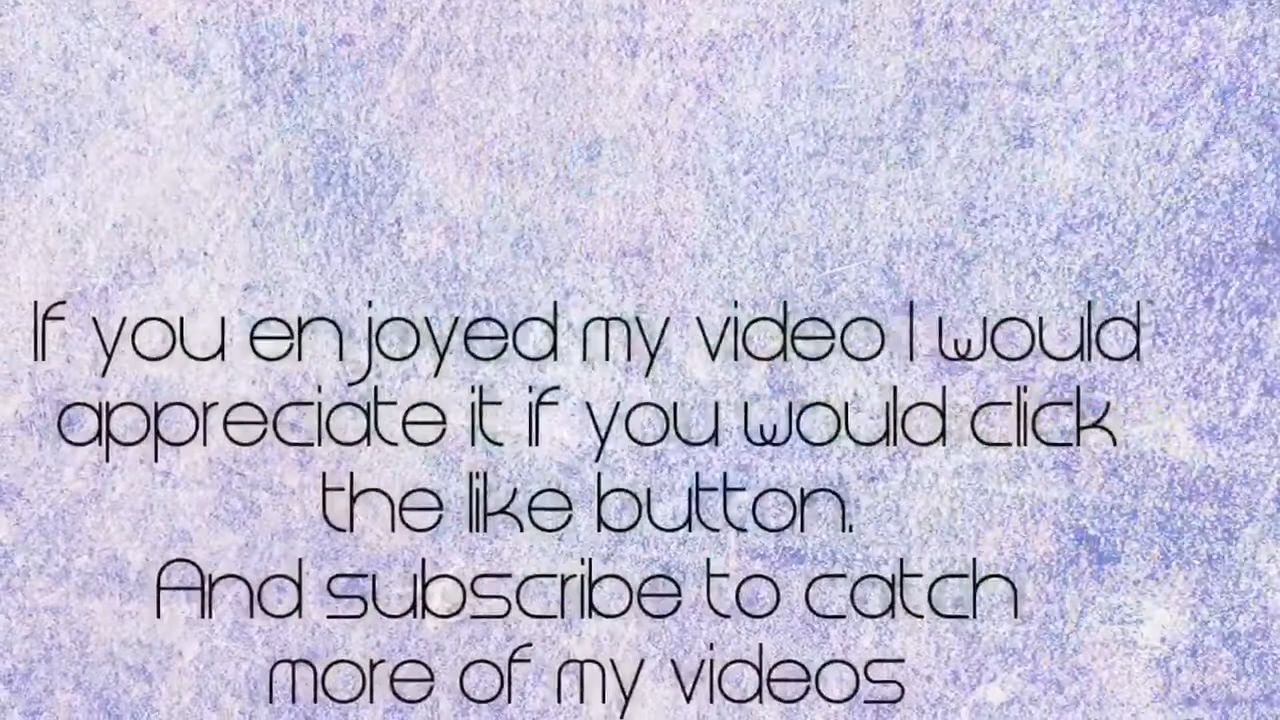 If you enjoyed my video I would
appreciate it if you would click
the like button.
And subscribe to catch
more of my videos